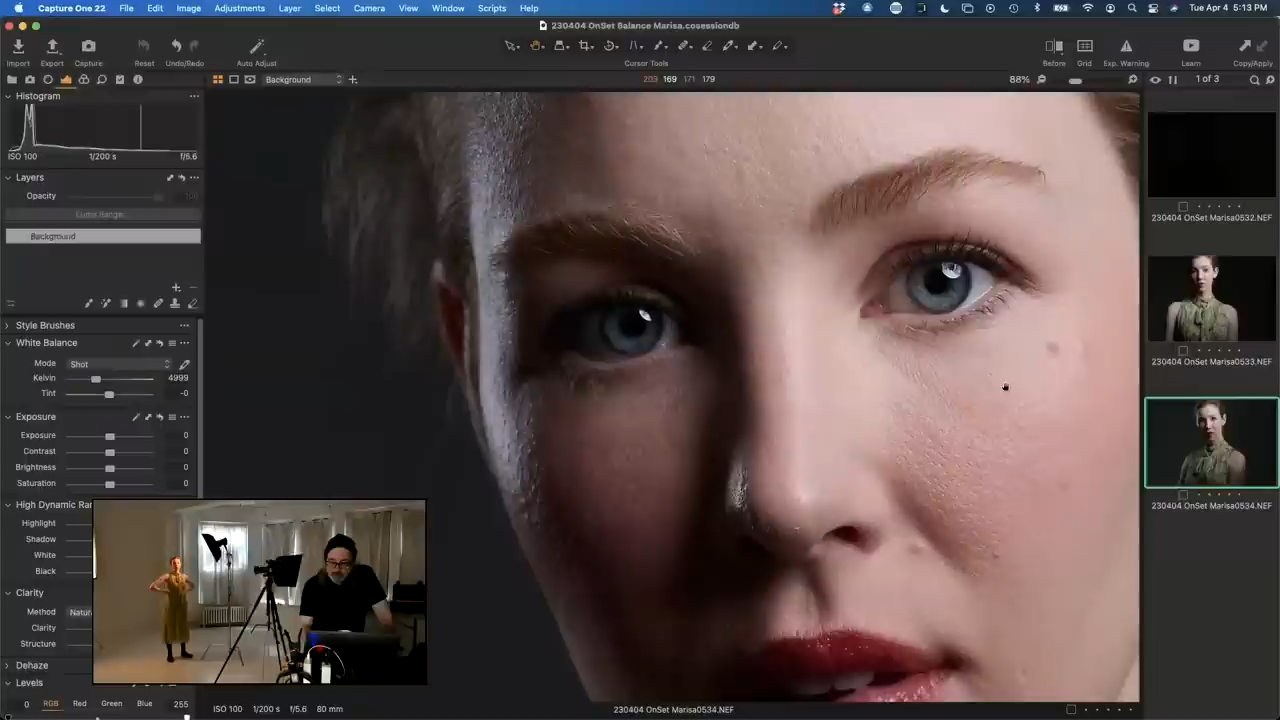 Capture One 22 File Edit Image Adjustments Layer Select Camera View Window Scripts Help Tue Apr 4 5:13 PM
230404 OnSet Balance Marisa.cosessiondb
Import Export Capture Reset Undo/Redo Auto Adjust Cursor Tools Before Grid Exp. Warning Learn Copy/Apply
Background 203 169 171 179 88% 1 of 3
Histogram
ISO 100 1/200 s f/5.6
Layers
Opacity 100
Luma Range...
Background
Style Brushes
White Balance
Mode Shot
Kelvin 4999
Tint -0
Exposure
Exposure 0
Contrast 0
Brightness 0
Saturation 0
High Dynamic Ra
Highlight
Shadow
White
Black
Clarity
Method Natur
Clarity
Structure
Dehaze
Levels
0 RGB Red Green Blue 255
ISO 100 1/200 s f/5.6 80 mm
230404 OnSet Marisa0534.NEF
230404 OnSet Marisa0532.NEF
230404 OnSet Marisa0533.NEF
230404 OnSet Marisa0534.NEF